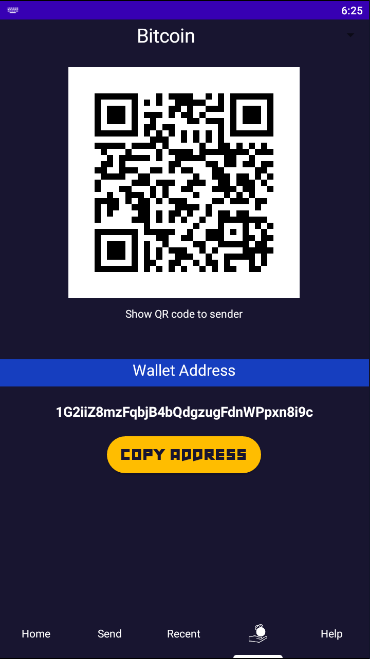 6:25
Bitcoin
Show QR code to sender
Wallet Address
1G2iiZ8mzFqbjB4bQdgzugFdnWPpxn8i9c
COPY ADDRESS
Home Send Recent Help